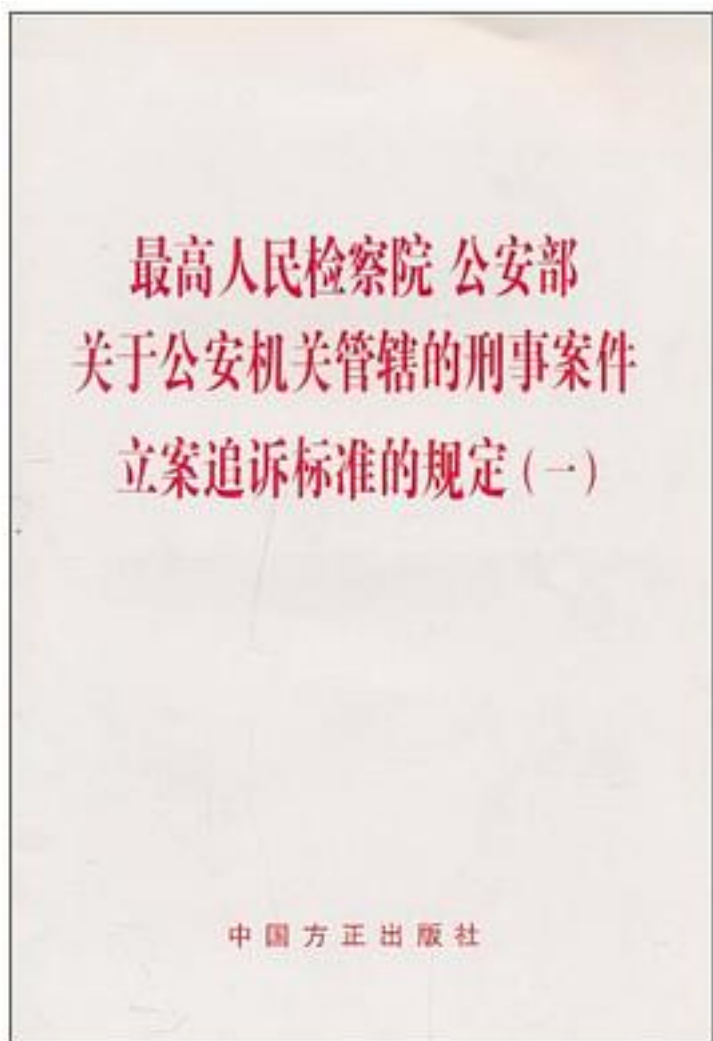 最高人民检察院 公安部
关于公安机关管辖的刑事案件
立案追诉标准的规定(一)
中国方正出版社